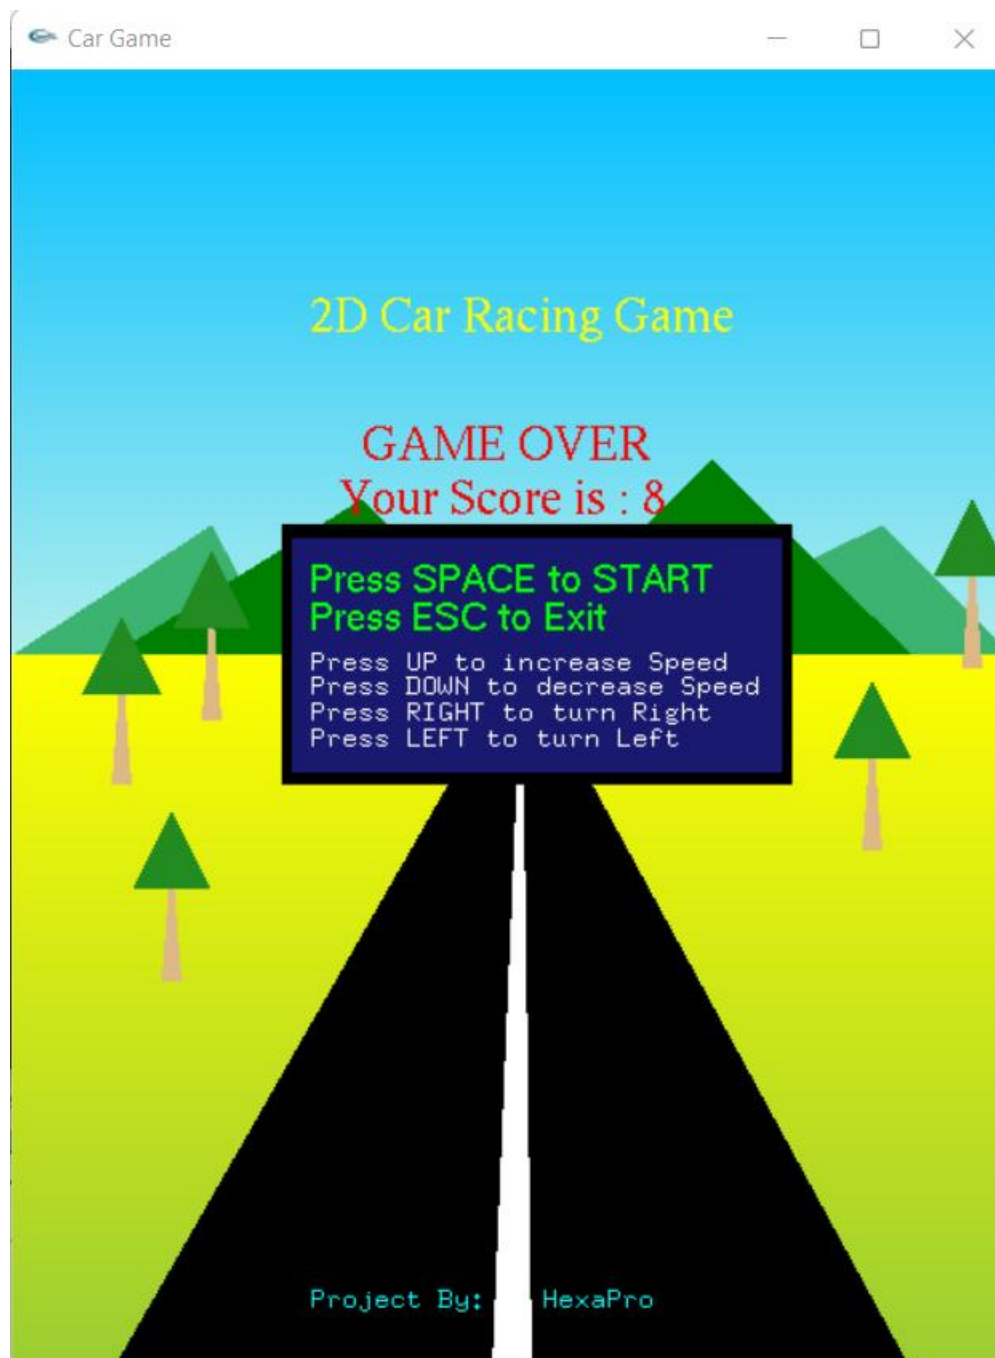 Car Game
2D Car Racing Game
GAME OVER
Your Score is : 8
Press SPACE to START
Press ESC to Exit
Press UP to increase Speed
Press DOWN to decrease Speed
Press RIGHT to turn Right
Press LEFT to turn Left
Project By: HexaPro